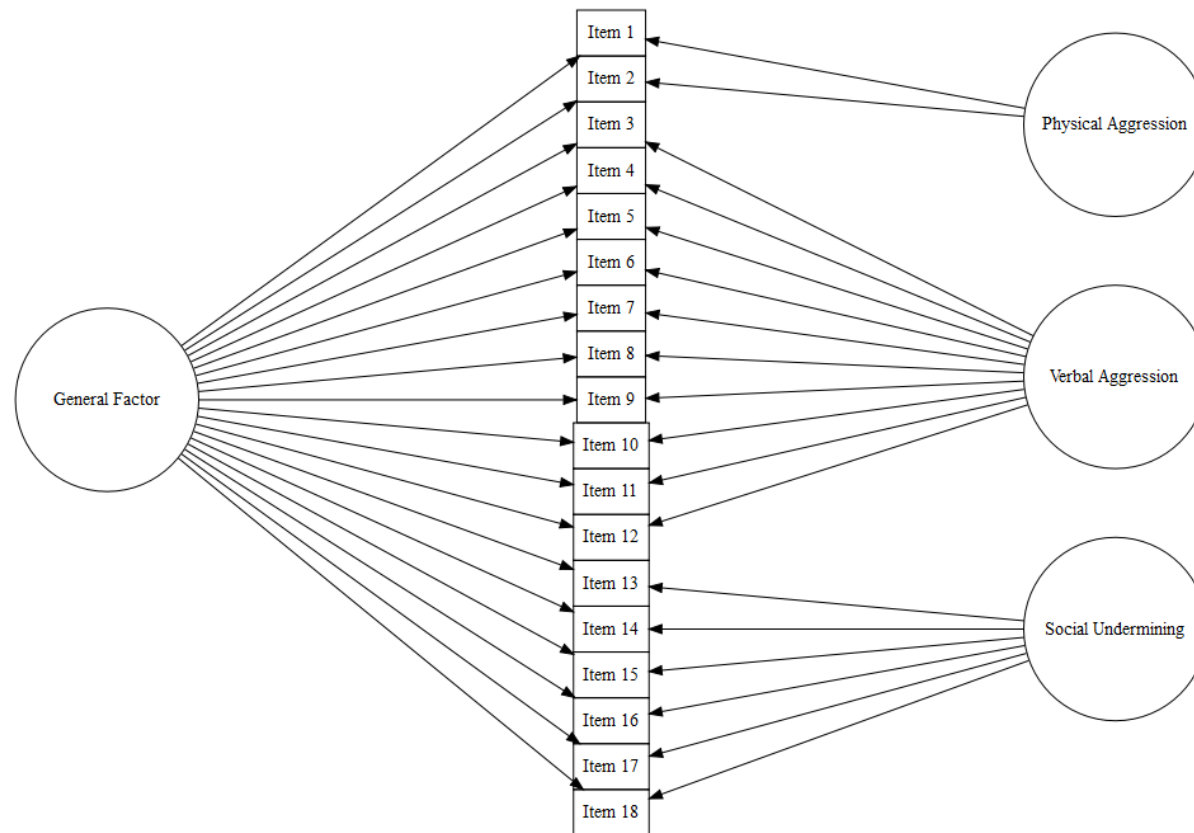 Item 1
Item 2
Item 3
Item 4
Item 5
Item 6
Item 7
Item 8
Item 9
Item 10
Item 11
Item 12
Item 13
Item 14
Item 15
Item 16
Item 17
Item 18
General Factor
Physical Aggression
Verbal Aggression
Social Undermining